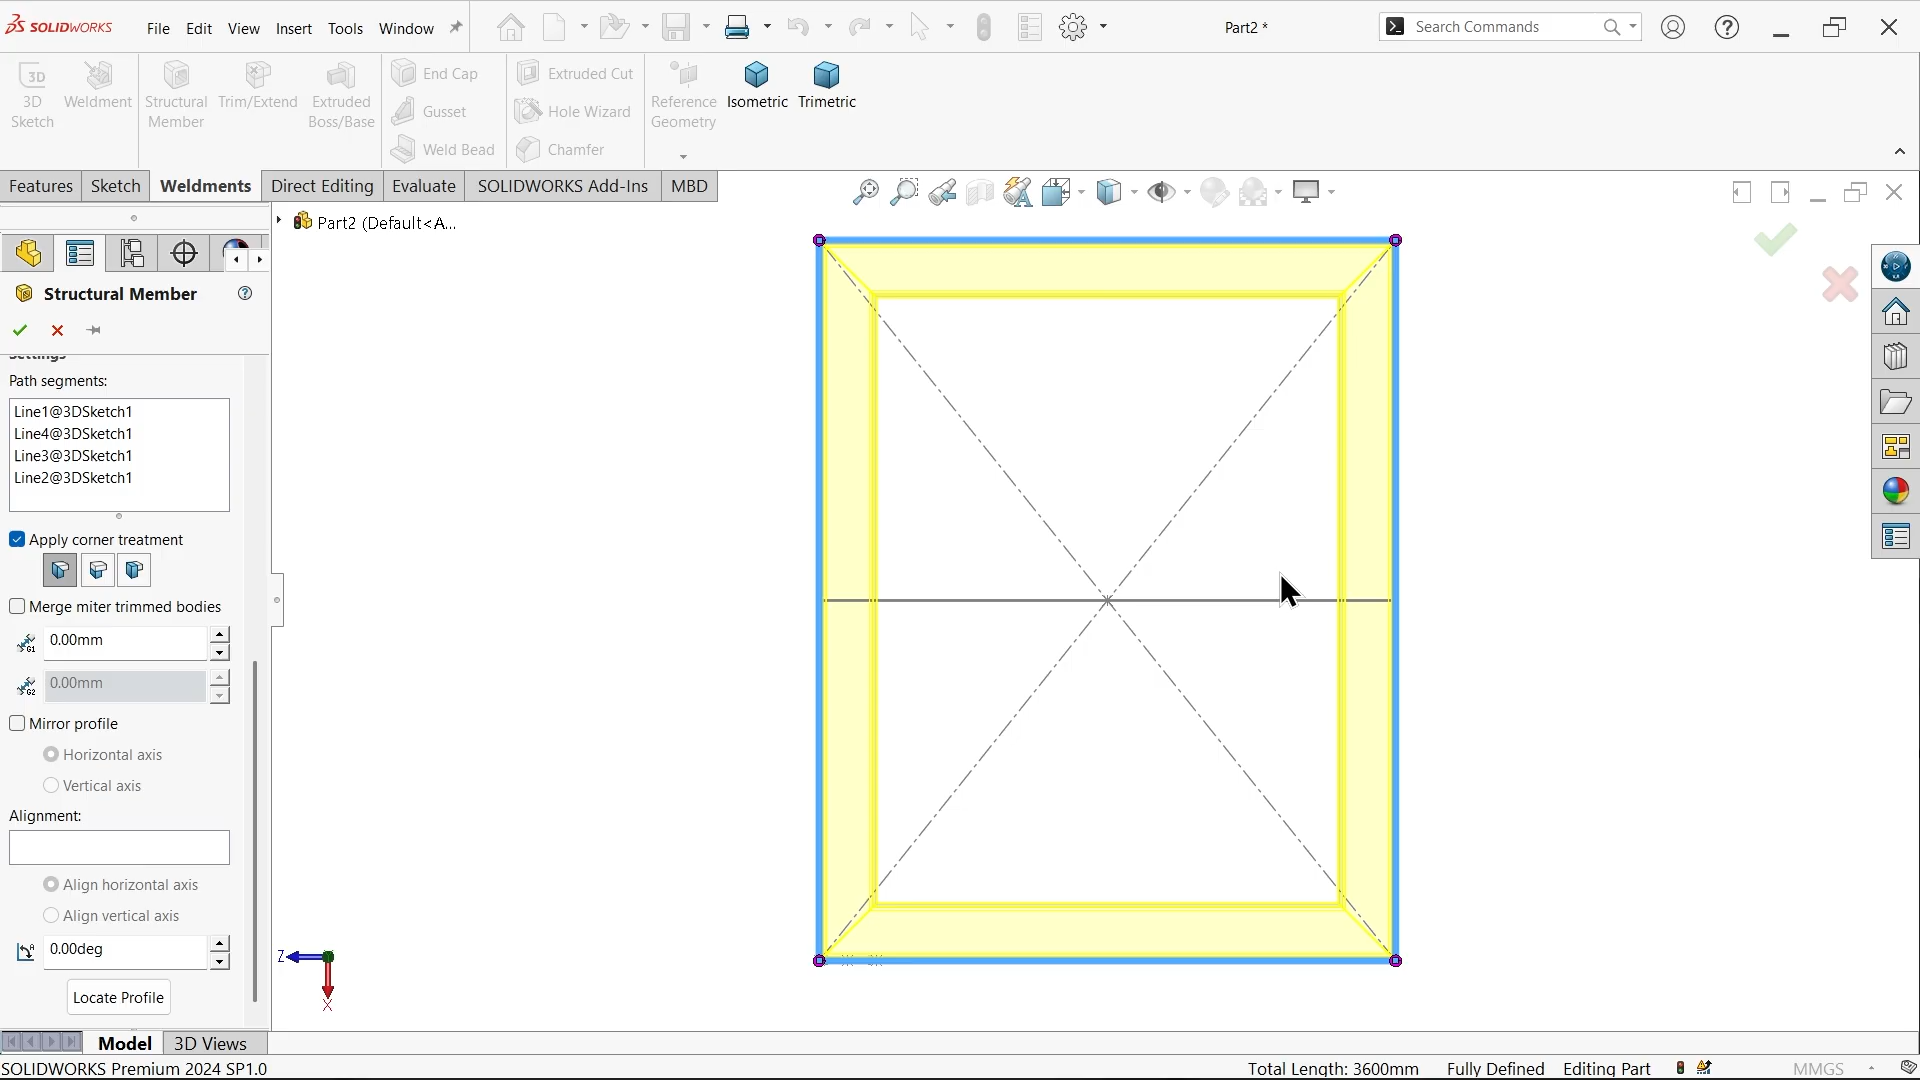 SOLIDWORKS
File Edit View Insert Tools Window
Part2 *
Search Commands
3D Sketch
Weldment
Structural Member
Trim/Extend
Extruded Boss/Base
End Cap
Gusset
Weld Bead
Extruded Cut
Hole Wizard
Chamfer
Reference Geometry
Isometric
Trimetric
Features Sketch Weldments Direct Editing Evaluate SOLIDWORKS Add-Ins MBD
Part2 (Default<A...
Structural Member
Settings
Path segments:
Line1@3DSketch1
Line4@3DSketch1
Line3@3DSketch1
Line2@3DSketch1
Apply corner treatment
Merge miter trimmed bodies
G1 0.00mm
G2 0.00mm
Mirror profile
Horizontal axis
Vertical axis
Alignment:
Align horizontal axis
Align vertical axis
0.00deg
Locate Profile
Z
X
Model 3D Views
SOLIDWORKS Premium 2024 SP1.0
Total Length: 3600mm Fully Defined Editing Part MMGS